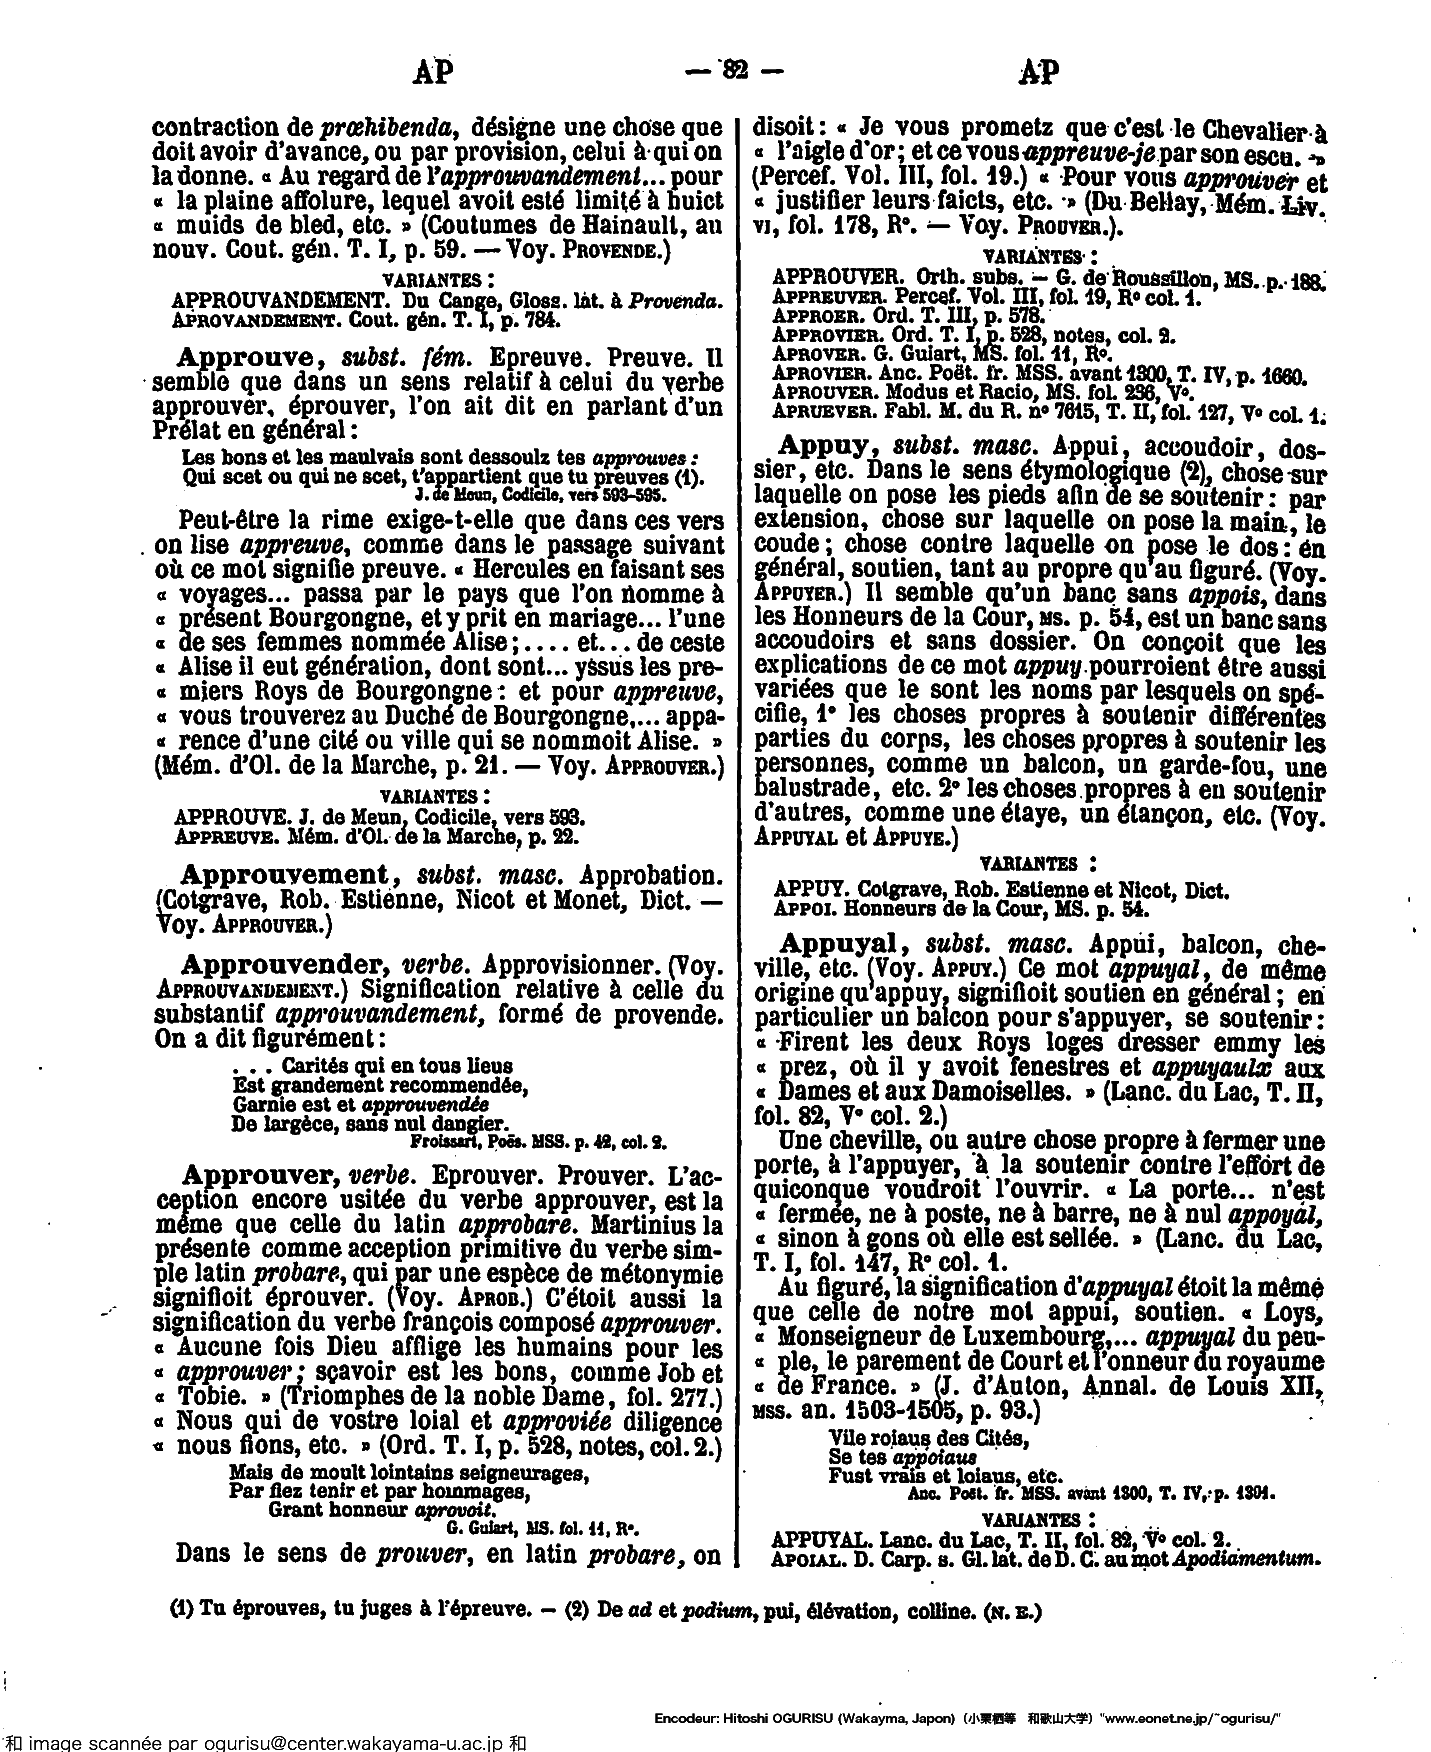 AP — 82 — AP
contraction de prœhibenda, désigne une chose que
doit avoir d'avance, ou par provision, celui à qui on
la donne. « Au regard de l'approuvandement... pour
« la plaine affolure, lequel avoit esté limité à huict
« muids de bled, etc. » (Coutumes de Hainault, au
nouv. Cout. gén. T. I, p. 59. — Voy. PROVENDE.)
VARIANTES :
APPROUVANDEMENT. Du Cange, Gloss. lat. à Provenda.
APROVANDEMENT. Cout. gén. T. I, p. 784.
Approuve, subst. fém. Epreuve. Preuve. Il
semble que dans un sens relatif à celui du verbe
approuver, éprouver, l'on ait dit en parlant d'un
Prélat en général :
Les bons et les maulvais sont dessoulz tes approuves :
Qui scet ou qui ne scet, t'appartient que tu preuves (1).
J. de Meun, Codicile, vers 593-595.
Peut-être la rime exige-t-elle que dans ces vers
on lise appreuve, comme dans le passage suivant
où ce mot signifie preuve. « Hercules en faisant ses
« voyages... passa par le pays que l'on nomme à
« présent Bourgongne, et y prit en mariage... l'une
« de ses femmes nommée Alise ;.... et... de ceste
« Alise il eut génération, dont sont... yssus les pre-
« miers Roys de Bourgongne : et pour appreuve,
« vous trouverez au Duché de Bourgongne,... appa-
« rence d'une cité ou ville qui se nommoit Alise. »
(Mém. d'Ol. de la Marche, p. 21. — Voy. APPROUVER.)
VARIANTES :
APPROUVE. J. de Meun, Codicile, vers 593.
APPREUVE. Mém. d'Ol. de la Marche, p. 22.
Approuvement, subst. masc. Approbation.
(Cotgrave, Rob. Estienne, Nicot et Monet, Dict. —
Voy. APPROUVER.)
Approuvender, verbe. Approvisionner. (Voy.
APPROUVANDEMENT.) Signification relative à celle du
substantif approuvandement, formé de provende.
On a dit figurément :
. . . Carités qui en tous lieus
Est grandement recommendée,
Garnie est et approuvendée
De largèce, sans nul dangier.
Froissart, Poës. MSS. p. 42, col. 2.
Approuver, verbe. Eprouver. Prouver. L'ac-
ception encore usitée du verbe approuver, est la
même que celle du latin approbare. Martinius la
présente comme acception primitive du verbe sim-
ple latin probare, qui par une espèce de métonymie
signifioit éprouver. (Voy. APROB.) C'étoit aussi la
signification du verbe françois composé approuver.
« Aucune fois Dieu afflige les humains pour les
« approuver ; sçavoir est les bons, comme Job et
« Tobie. » (Triomphes de la noble Dame, fol. 277.)
« Nous qui de vostre loial et approviée diligence
« nous fions, etc. » (Ord. T. I, p. 528, notes, col. 2.)
Mais de moult lointains seigneurages,
Par fiez tenir et par hommages,
Grant honneur aprovoit.
G. Guiart, MS. fol. 11, R°.
Dans le sens de prouver, en latin probare, on
disoit : « Je vous prometz que c'est le Chevalier à
« l'aigle d'or ; et ce vous appreuve-je par son escu. »
(Percef. Vol. III, fol. 19.) « Pour vous approuver et
« justifier leurs faicts, etc. » (Du Bellay, Mém. Liv.
VI, fol. 178, R°. — Voy. PROUVER.).
VARIANTES :
APPROUVER. Orth. subs. — G. de Roussillon, MS. p. 188.
APPREUVER. Percef. Vol. III, fol. 19, R° col. 1.
APPROER. Ord. T. III, p. 578.
APPROVIER. Ord. T. I, p. 528, notes, col. 2.
APROVER. G. Guiart, MS. fol. 11, R°.
APROVIER. Anc. Poët. fr. MSS. avant 1300, T. IV, p. 1660.
APROUVER. Modus et Racio, MS. fol. 236, V°.
APRUEVER. Fabl. M. du R. n° 7615, T. II, fol. 127, V° col. 1.
Appuy, subst. masc. Appui, accoudoir, dos-
sier, etc. Dans le sens étymologique (2), chose sur
laquelle on pose les pieds afin de se soutenir : par
extension, chose sur laquelle on pose la main, le
coude ; chose contre laquelle on pose le dos : en
général, soutien, tant au propre qu'au figuré. (Voy.
APPUYER.) Il semble qu'un banc sans appois, dans
les Honneurs de la Cour, MS. p. 54, est un banc sans
accoudoirs et sans dossier. On conçoit que les
explications de ce mot appuy pourroient être aussi
variées que le sont les noms par lesquels on spé-
cifie, 1° les choses propres à soutenir différentes
parties du corps, les choses propres à soutenir les
personnes, comme un balcon, un garde-fou, une
balustrade, etc. 2° les choses propres à en soutenir
d'autres, comme une étaye, un étançon, etc. (Voy.
APPUYAL et APPUYE.)
VARIANTES :
APPUY. Cotgrave, Rob. Estienne et Nicot, Dict.
APPOI. Honneurs de la Cour, MS. p. 54.
Appuyal, subst. masc. Appui, balcon, che-
ville, etc. (Voy. APPUY.) Ce mot appuyal, de même
origine qu'appuy, signifioit soutien en général ; en
particulier un balcon pour s'appuyer, se soutenir :
« Firent les deux Roys loges dresser emmy les
« prez, où il y avoit fenestres et appuyaulx aux
« Dames et aux Damoiselles. » (Lanc. du Lac, T. II,
fol. 82, V° col. 2.)
Une cheville, ou autre chose propre à fermer une
porte, à l'appuyer, à la soutenir contre l'effort de
quiconque voudroit l'ouvrir. « La porte... n'est
« fermée, ne à poste, ne à barre, ne à nul appoyal,
« sinon à gons où elle est sellée. » (Lanc. du Lac,
T. I, fol. 147, R° col. 1.
Au figuré, la signification d'appuyal étoit la même
que celle de notre mot appui, soutien. « Loys,
« Monseigneur de Luxembourg,... appuyal du peu-
« ple, le parement de Court et l'onneur du royaume
« de France. » (J. d'Auton, Annal. de Louis XII,
MSS. an. 1503-1505, p. 93.)
Vile roiaus des Cités,
Se tes appoiaus
Fust vrais et loiaus, etc.
Anc. Poët. fr. MSS. avant 1300, T. IV, p. 1301.
VARIANTES :
APPUYAL. Lanc. du Lac, T. II, fol. 82, V° col. 2.
APOIAL. D. Carp. s. Gl. lat. de D. C. au mot Apodiamentum.
(1) Tu éprouves, tu juges à l'épreuve. — (2) De ad et podium, pui, élévation, colline. (N. E.)
Encodeur: Hitoshi OGURISU (Wakayma, Japon)（小栗栖等 和歌山大学）"www.eonet.ne.jp/~ogurisu/"
和 image scannée par ogurisu@center.wakayama-u.ac.jp 和